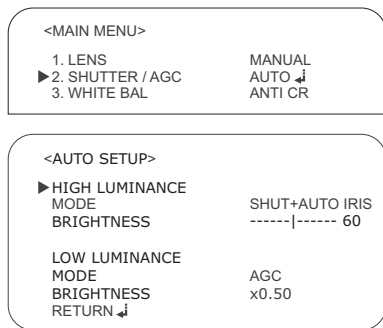 <MAIN MENU>
1. LENS MANUAL
▶2. SHUTTER / AGC AUTO ↲
3. WHITE BAL ANTI CR
<AUTO SETUP>
▶HIGH LUMINANCE
MODE SHUT+AUTO IRIS
BRIGHTNESS ------|------ 60
LOW LUMINANCE
MODE AGC
BRIGHTNESS x0.50
RETURN ↲